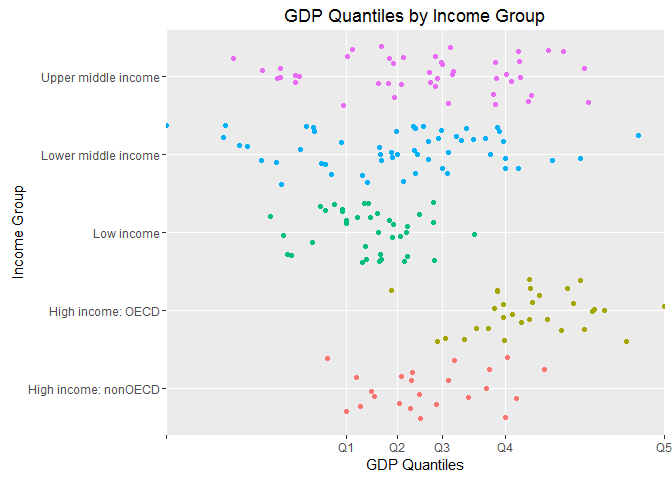 GDP Quantiles by Income Group
Income Group
Upper middle income
Lower middle income
Low income
High income: OECD
High income: nonOECD
Q1 Q2 Q3 Q4 Q5
GDP Quantiles